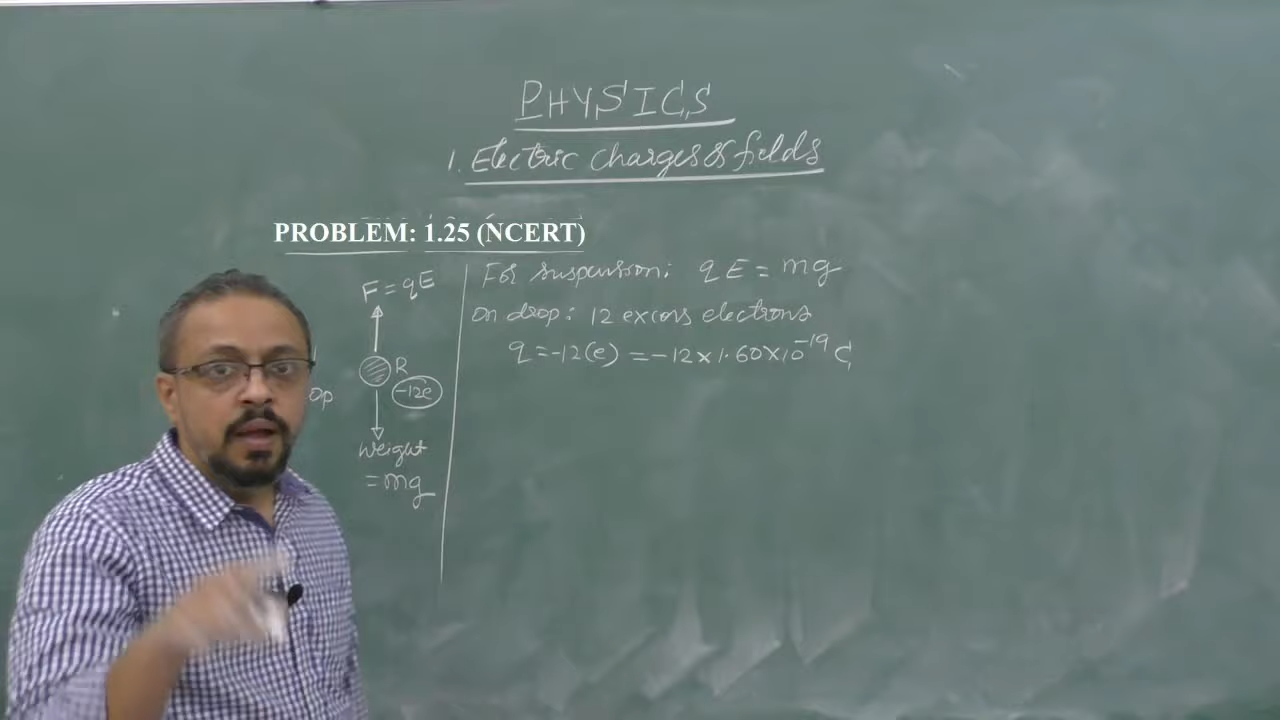 PHYSICS
1. Electric charges & fields
PROBLEM: 1.25 (NCERT)
F = qE
R
-12e
op
Weight
= mg
For suspension: qE = mg
On drop: 12 excess electrons
q = -12(e) = -12 × 1.60 × 10⁻¹⁹ C